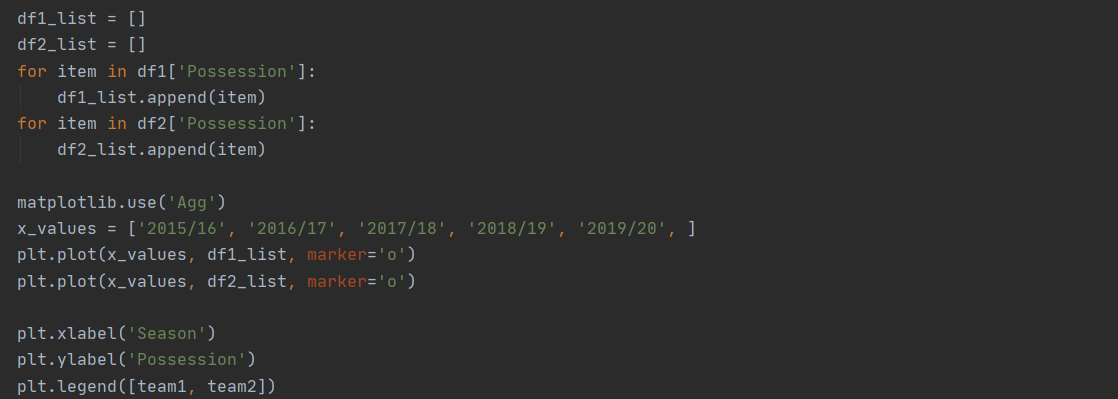 df1_list = []
df2_list = []
for item in df1['Possession']:
    df1_list.append(item)
for item in df2['Possession']:
    df2_list.append(item)

matplotlib.use('Agg')
x_values = ['2015/16', '2016/17', '2017/18', '2018/19', '2019/20', ]
plt.plot(x_values, df1_list, marker='o')
plt.plot(x_values, df2_list, marker='o')

plt.xlabel('Season')
plt.ylabel('Possession')
plt.legend([team1, team2])